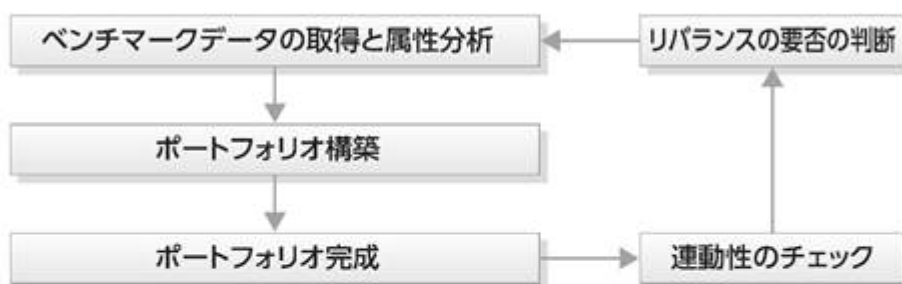 ベンチマークデータの取得と属性分析
リバランスの要否の判断
ポートフォリオ構築
ポートフォリオ完成
連動性のチェック